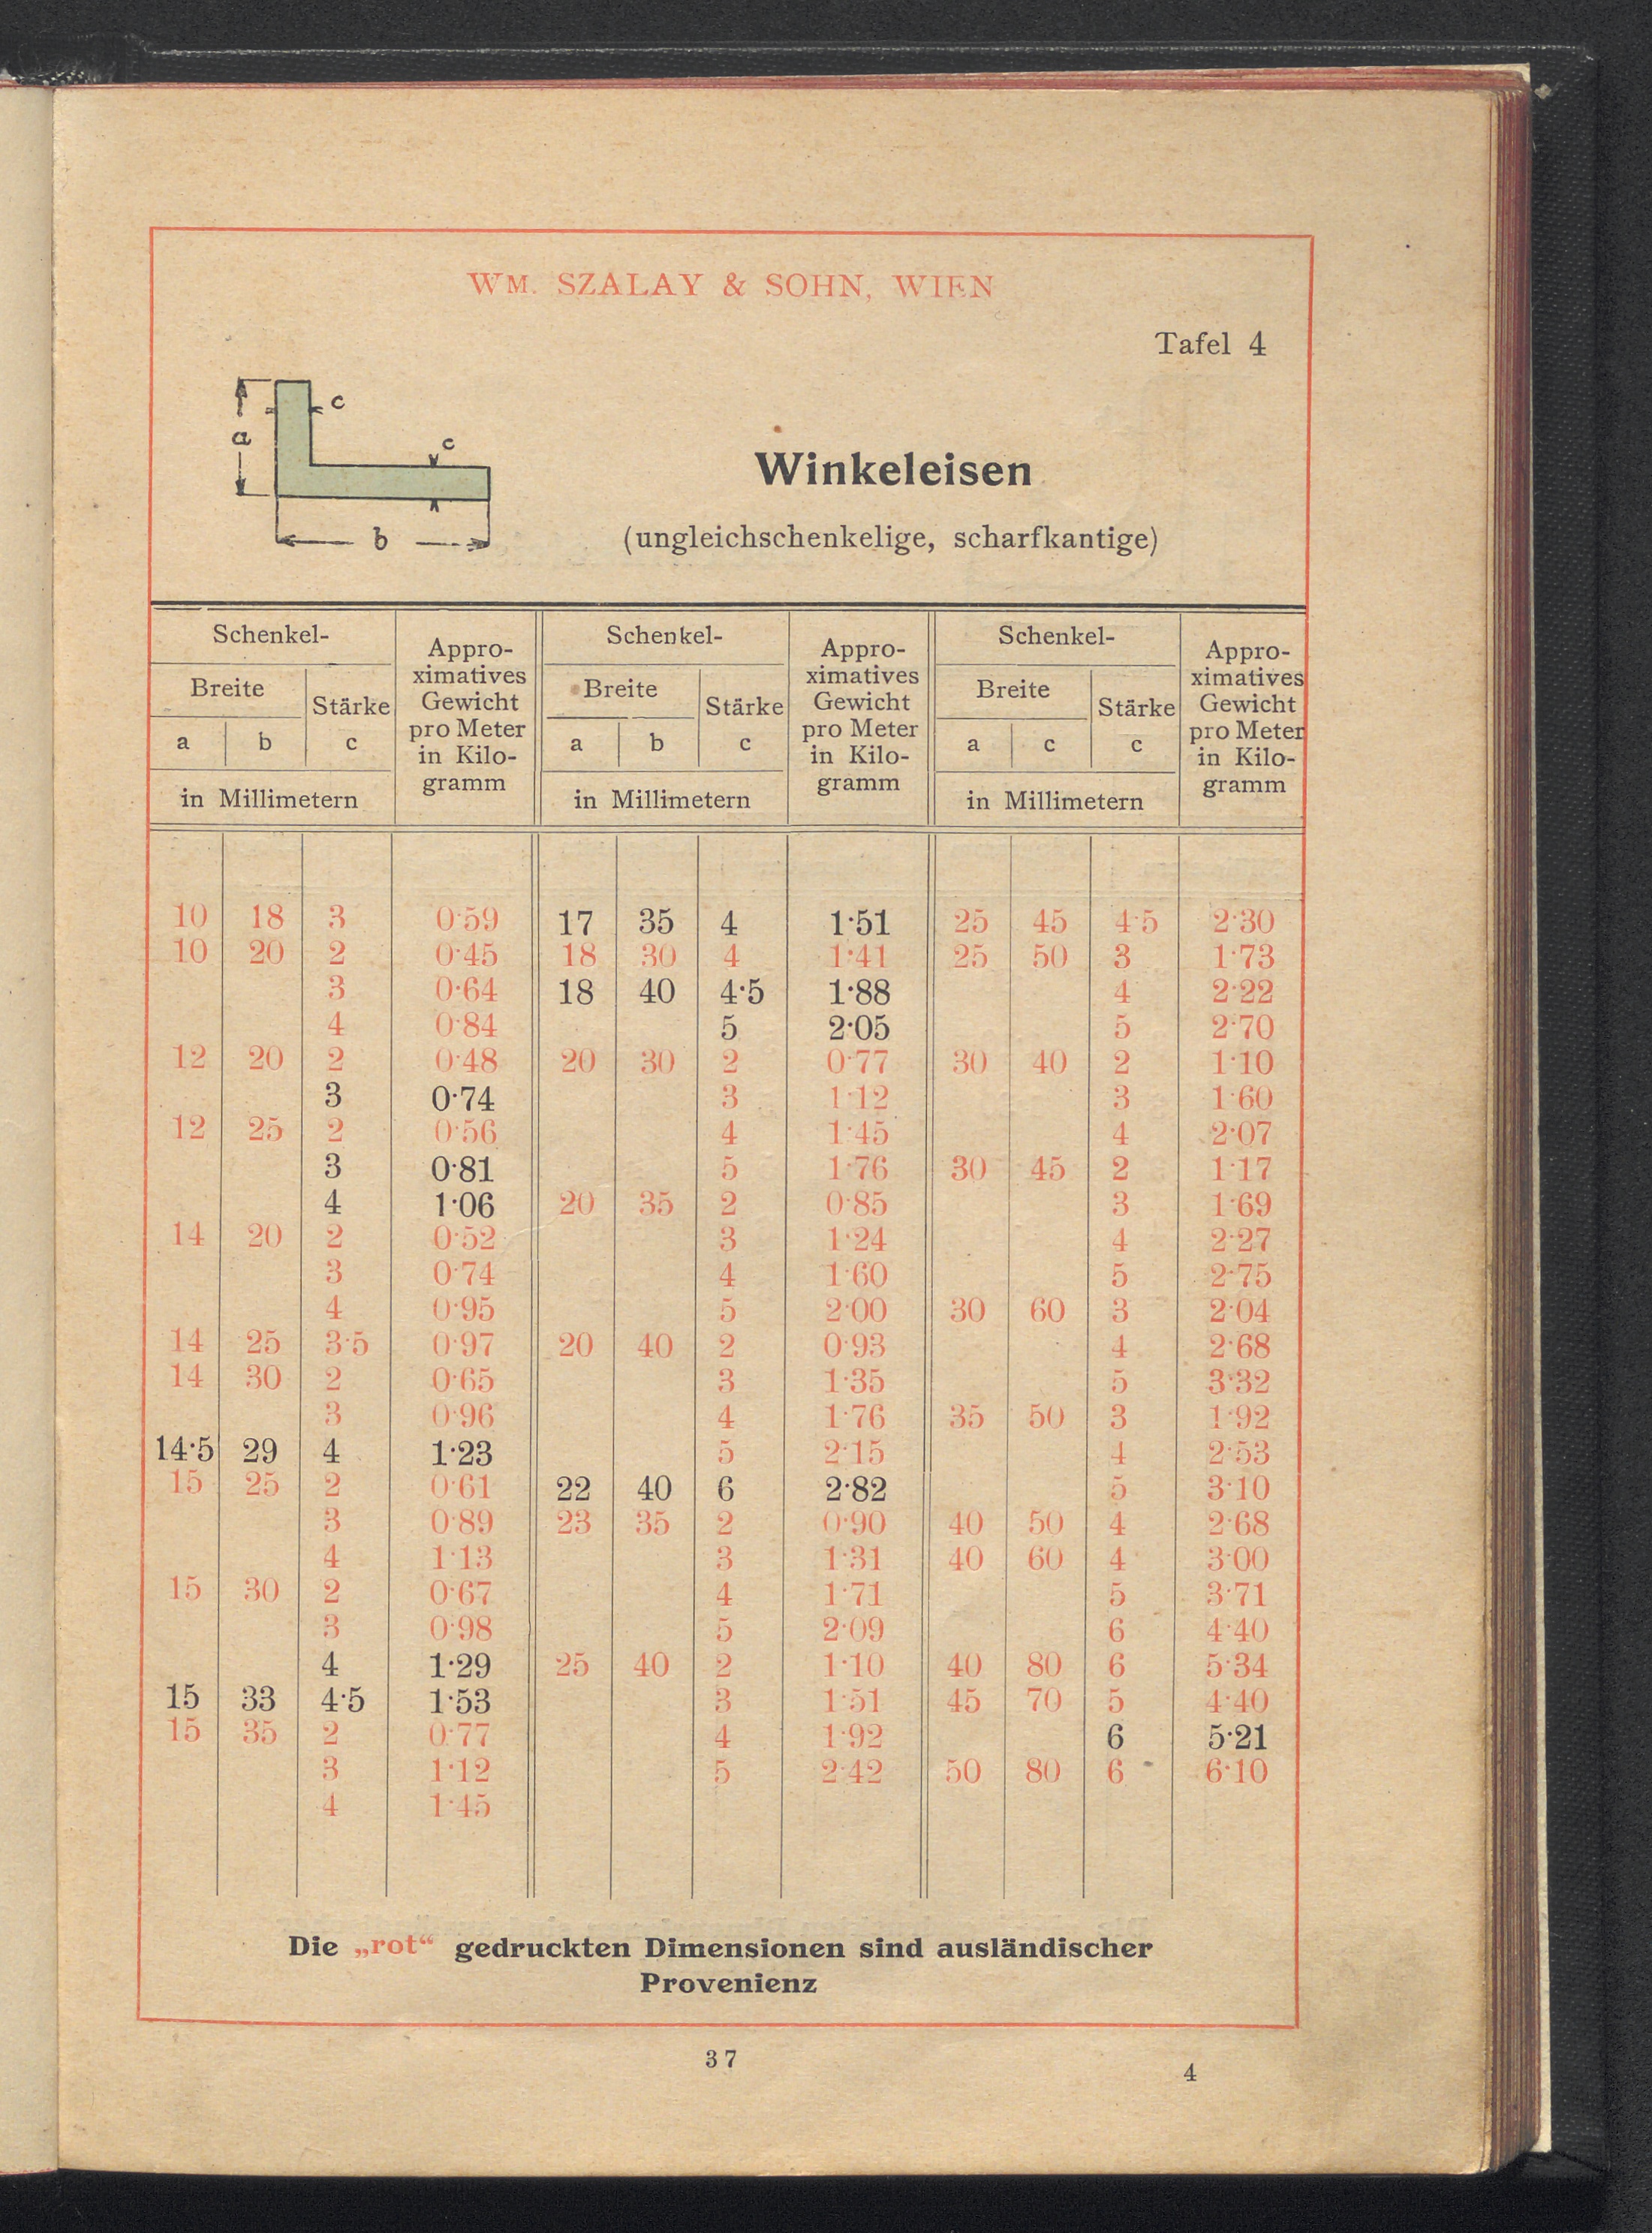 WM. SZALAY & SOHN, WIEN
Tafel 4
a
c
c
b
Winkeleisen
(ungleichschenkelige, scharfkantige)
Schenkel- Appro- Schenkel- Appro- Schenkel- Appro-
ximatives ximatives ximatives
Breite Stärke Gewicht Breite Stärke Gewicht Breite Stärke Gewicht
pro Meter pro Meter pro Meter
a b c in Kilo- a b c in Kilo- a c c in Kilo-
in Millimetern gramm in Millimetern gramm in Millimetern gramm
10 18 3 0·59 17 35 4 1·51 25 45 4·5 2·30
10 20 2 0·45 18 30 4 1·41 25 50 3 1·73
3 0·64 18 40 4·5 1·88 4 2·22
4 0·84 5 2·05 5 2·70
12 20 2 0·48 20 30 2 0·77 30 40 2 1·10
3 0·74 3 1·12 3 1·60
12 25 2 0·56 4 1·45 4 2·07
3 0·81 5 1·76 30 45 2 1·17
4 1·06 20 35 2 0·85 3 1·69
14 20 2 0·52 3 1·24 4 2·27
3 0·74 4 1·60 5 2·75
4 0·95 5 2·00 30 60 3 2·04
14 25 3·5 0·97 20 40 2 0·93 4 2·68
14 30 2 0·65 3 1·35 5 3·32
3 0·96 4 1·76 35 50 3 1·92
14·5 29 4 1·23 5 2·15 4 2·53
15 25 2 0·61 22 40 6 2·82 5 3·10
3 0·89 23 35 2 0·90 40 50 4 2·68
4 1·13 3 1·31 40 60 4 3·00
15 30 2 0·67 4 1·71 5 3·71
3 0·98 5 2·09 6 4·40
4 1·29 25 40 2 1·10 40 80 6 5·34
15 33 4·5 1·53 3 1·51 45 70 5 4·40
15 35 2 0·77 4 1·92 6 5·21
3 1·12 5 2·42 50 80 6 6·10
4 1·45
Die „rot“ gedruckten Dimensionen sind ausländischer
Provenienz
37
4